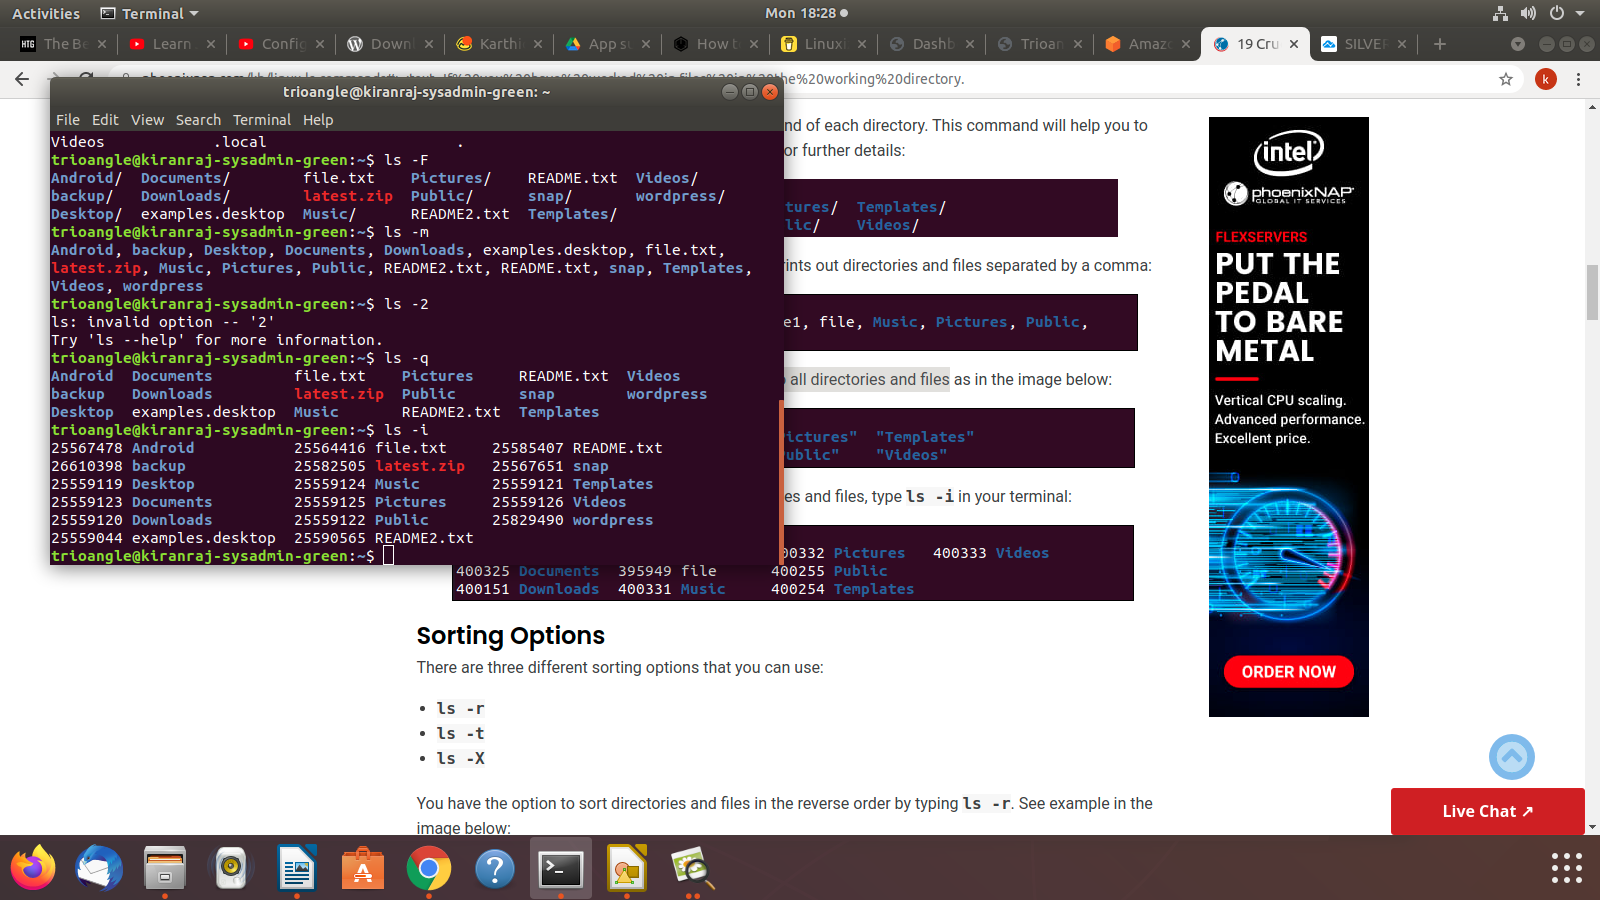 Activities Terminal Mon 18:28
The Be Learn Config Down Karthi App su How t Linuxi Dashb Trioan Amaz 19 Cru SILVER
he%20working%20directory. k
trioangle@kiranraj-sysadmin-green: ~
File Edit View Search Terminal Help
Videos .local .
trioangle@kiranraj-sysadmin-green:~$ ls -F
Android/ Documents/ file.txt Pictures/ README.txt Videos/
backup/ Downloads/ latest.zip Public/ snap/ wordpress/
Desktop/ examples.desktop Music/ README2.txt Templates/
trioangle@kiranraj-sysadmin-green:~$ ls -m
Android, backup, Desktop, Documents, Downloads, examples.desktop, file.txt,
latest.zip, Music, Pictures, Public, README2.txt, README.txt, snap, Templates,
Videos, wordpress
trioangle@kiranraj-sysadmin-green:~$ ls -2
ls: invalid option -- '2'
Try 'ls --help' for more information.
trioangle@kiranraj-sysadmin-green:~$ ls -q
Android Documents file.txt Pictures README.txt Videos
backup Downloads latest.zip Public snap wordpress
Desktop examples.desktop Music README2.txt Templates
trioangle@kiranraj-sysadmin-green:~$ ls -i
25567478 Android 25564416 file.txt 25585407 README.txt
26610398 backup 25582505 latest.zip 25567651 snap
25559119 Desktop 25559124 Music 25559121 Templates
25559123 Documents 25559125 Pictures 25559126 Videos
25559120 Downloads 25559122 Public 25829490 wordpress
25559044 examples.desktop 25590565 README2.txt
trioangle@kiranraj-sysadmin-green:~$
nd of each directory. This command will help you to
or further details:
tures/ Templates/
lic/ Videos/
rints out directories and files separated by a comma:
e1, file, Music, Pictures, Public,
all directories and files as in the image below:
ictures" "Templates"
ublic" "Videos"
es and files, type ls -i in your terminal:
00332 Pictures 400333 Videos
400325 Documents 395949 file 400255 Public
400151 Downloads 400331 Music 400254 Templates
Sorting Options
There are three different sorting options that you can use:
• ls -r
• ls -t
• ls -X
You have the option to sort directories and files in the reverse order by typing ls -r. See example in the
image below:
intel
phoenixNAP
GLOBAL IT SERVICES
FLEXSERVERS
PUT THE
PEDAL
TO BARE
METAL
Vertical CPU scaling.
Advanced performance.
Excellent price.
ORDER NOW
Live Chat ↗